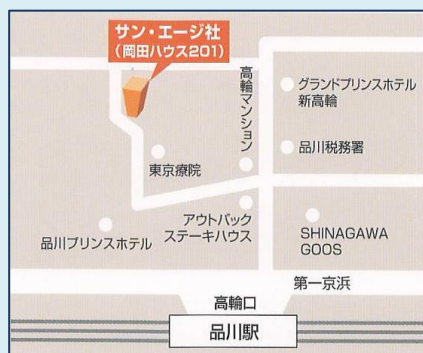 サン・エージ社
(岡田ハウス201)
高輪マンション
グランドプリンスホテル
新高輪
品川税務署
東京療院
アウトバック
ステーキハウス
品川プリンスホテル
SHINAGAWA
GOOS
第一京浜
高輪口
品川駅